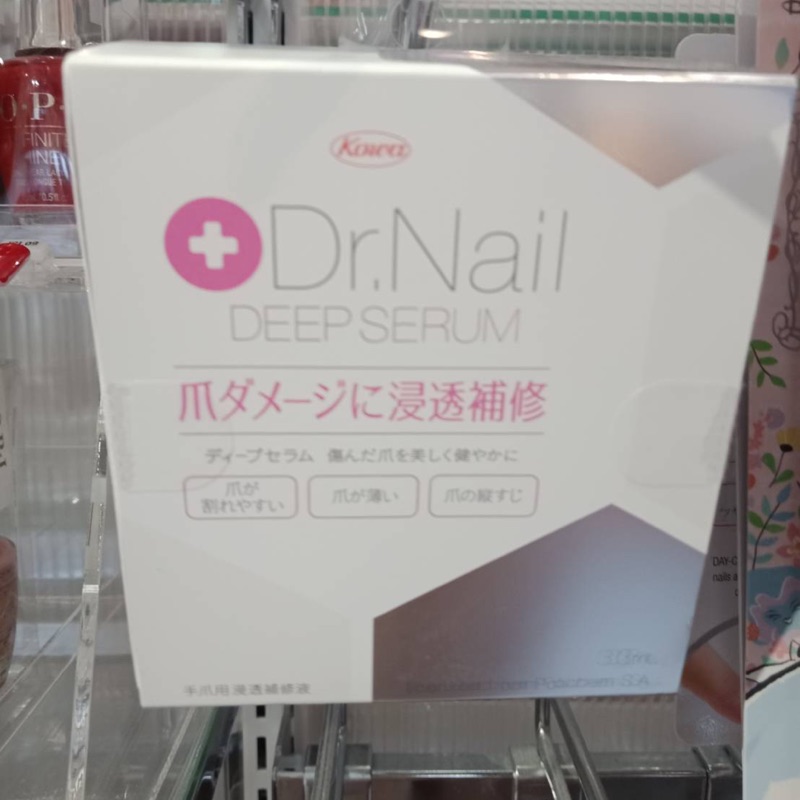 Kowa
Dr.Nail
DEEP SERUM
爪ダメージに浸透補修
ディープセラム 傷んだ爪を美しく健やかに
爪が
割れやすい
爪が薄い
爪の縦すじ
手爪用浸透補修液
3.3mL
O·P·
DAY-
nails a